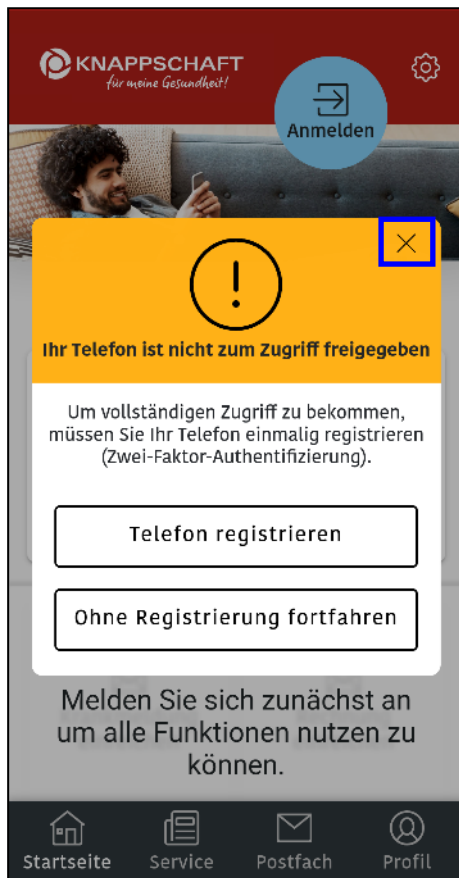 KNAPPSCHAFT
für meine Gesundheit!
Anmelden
Ihr Telefon ist nicht zum Zugriff freigegeben
Um vollständigen Zugriff zu bekommen,
müssen Sie Ihr Telefon einmalig registrieren
(Zwei-Faktor-Authentifizierung).
Telefon registrieren
Ohne Registrierung fortfahren
Melden Sie sich zunächst an
um alle Funktionen nutzen zu
können.
Startseite Service Postfach Profil